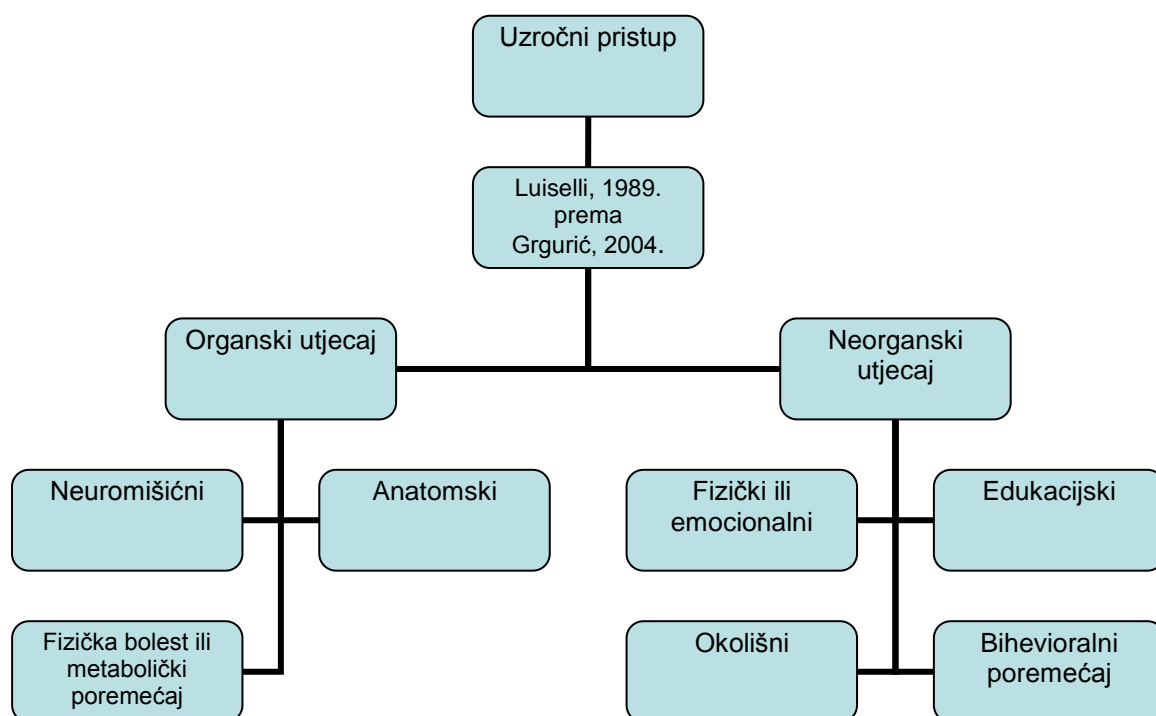 Uzročni pristup
Luiselli, 1989.
prema
Grgurić, 2004.
Organski utjecaj
Neorganski
utjecaj
Neuromišićni
Anatomski
Fizički ili
emocionalni
Edukacijski
Fizička bolest ili
metabolički
poremećaj
Okolišni
Bihevioralni
poremećaj